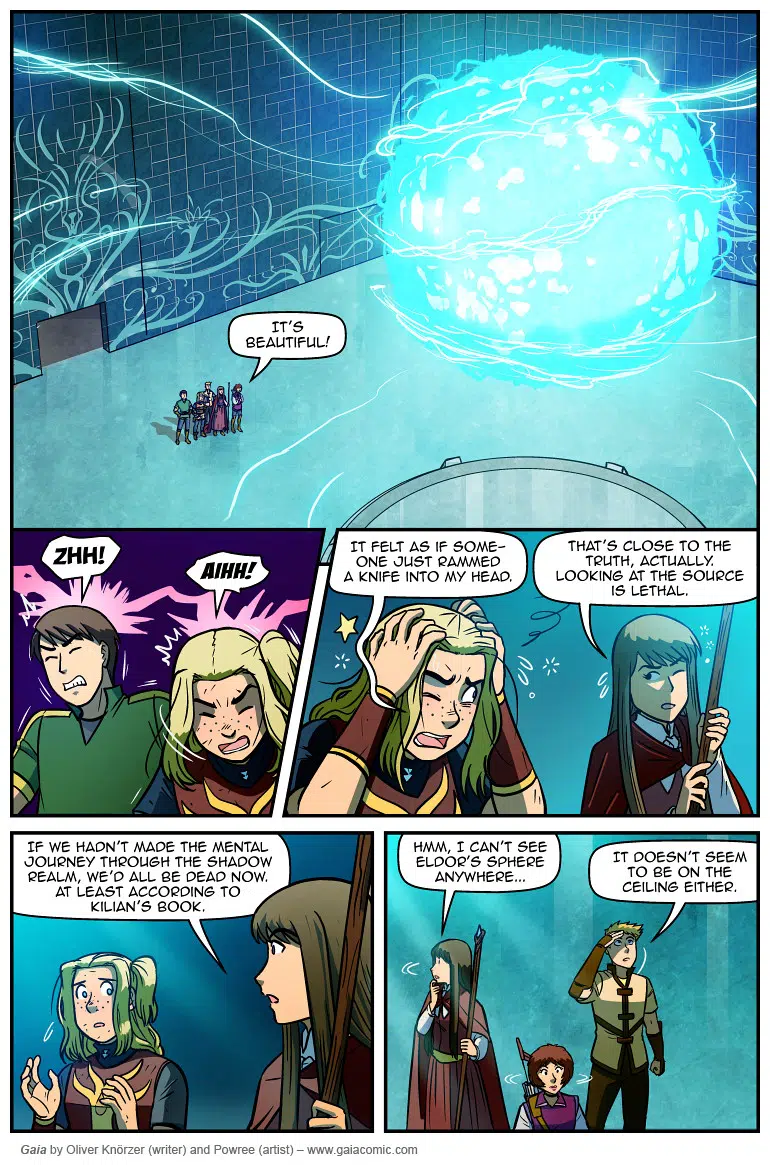 IT'S
BEAUTIFUL!
ZHH!
AIHH!
IT FELT AS IF SOME-
ONE JUST RAMMED
A KNIFE INTO MY HEAD.
THAT'S CLOSE TO THE
TRUTH, ACTUALLY.
LOOKING AT THE SOURCE
IS LETHAL.
IF WE HADN'T MADE THE MENTAL
JOURNEY THROUGH THE SHADOW
REALM, WE'D ALL BE DEAD NOW.
AT LEAST ACCORDING TO
KILIAN'S BOOK.
HMM, I CAN'T SEE
ELDOR'S SPHERE
ANYWHERE...
IT DOESN'T SEEM
TO BE ON THE
CEILING EITHER.
Gaia by Oliver Knörzer (writer) and Powree (artist) – www.gaiacomic.com